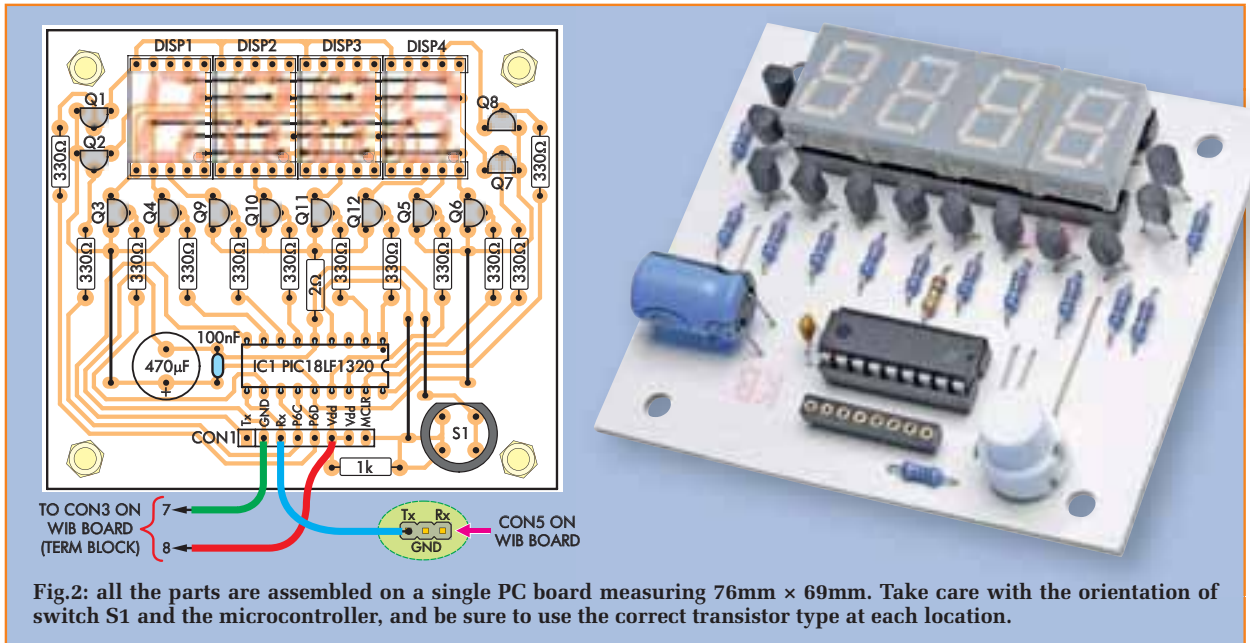 DISP1 DISP2 DISP3 DISP4
Q1
Q8
Q2
Q7
330Ω
330Ω
Q3 Q4 Q9 Q10 Q11 Q12 Q5 Q6
330Ω 330Ω 330Ω 330Ω 330Ω 2Ω 330Ω 330Ω 330Ω 330Ω
100nF
470µF
+
IC1 PIC18LF1320
Tx GND Rx P6C P6D Vdd Vdd MCLR
CON1
S1
1k
TO CON3 ON
WIB BOARD
(TERM BLOCK)
7
8
Tx Rx
GND
CON5 ON
WIB BOARD
Fig.2: all the parts are assembled on a single PC board measuring 76mm × 69mm. Take care with the orientation of
switch S1 and the microcontroller, and be sure to use the correct transistor type at each location.